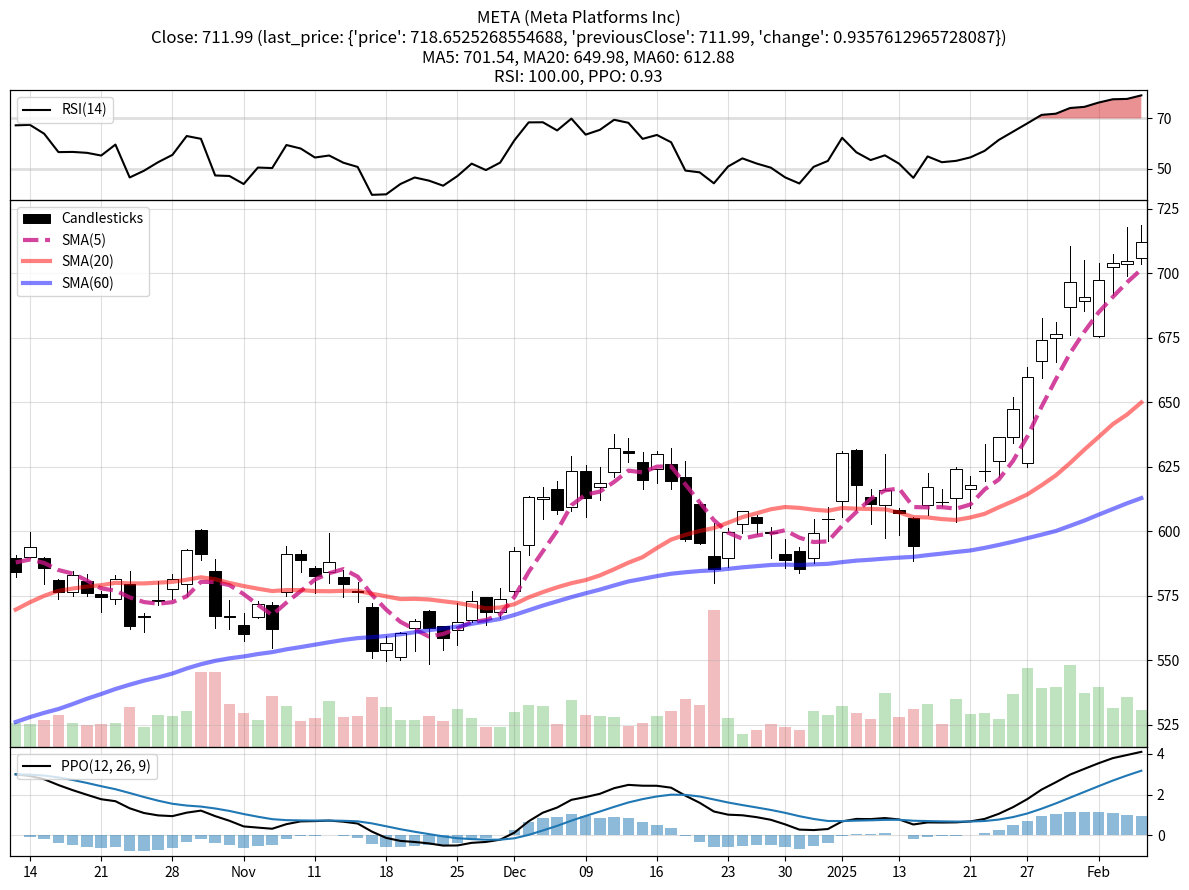 META (Meta Platforms Inc)
Close: 711.99 (last_price: {'price': 718.6525268554688, 'previousClose': 711.99, 'change': 0.9357612965728087})
MA5: 701.54, MA20: 649.98, MA60: 612.88
RSI: 100.00, PPO: 0.93
RSI(14)
70
50
Candlesticks
SMA(5)
SMA(20)
SMA(60)
725
700
675
650
625
600
575
550
525
PPO(12, 26, 9)
4
2
0
14 21 28 Nov 11 18 25 Dec 09 16 23 30 2025 13 21 27 Feb